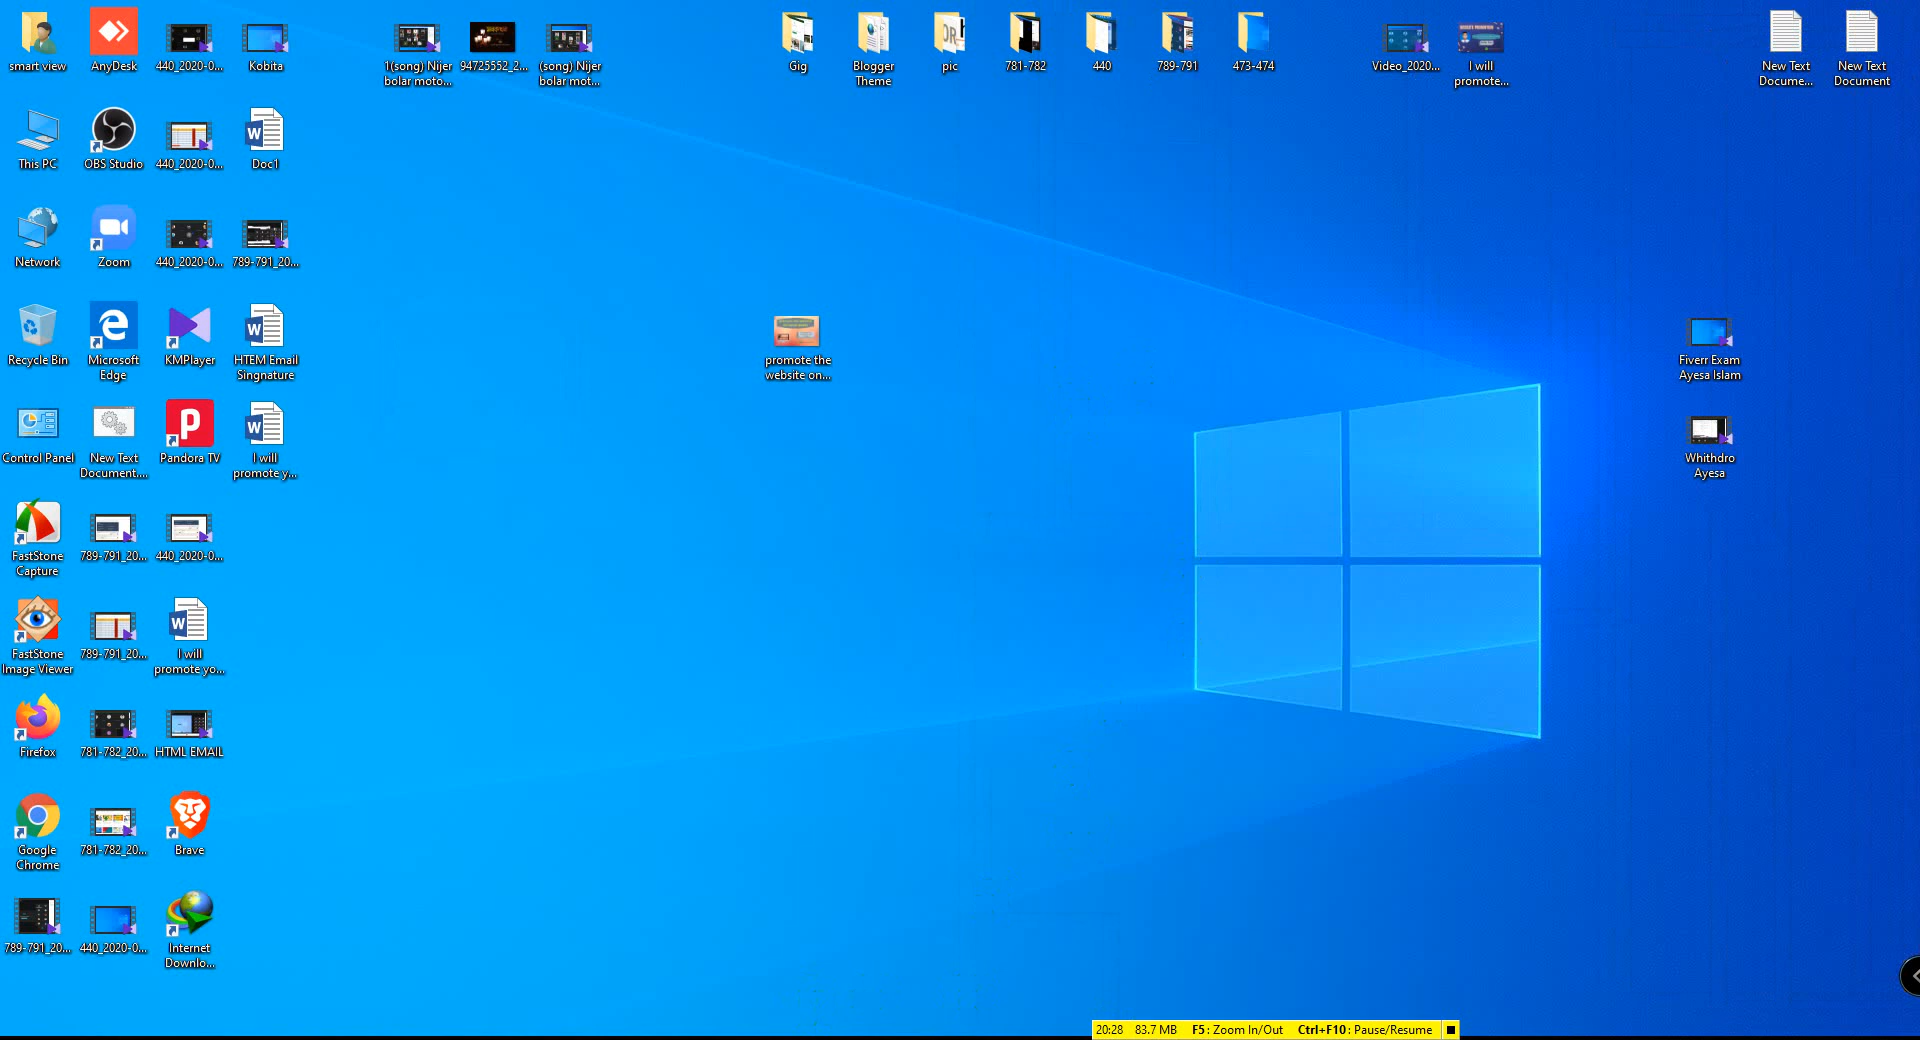 smart view
AnyDesk
440_2020-0...
Kobita
1(song) Nijer
bolar moto...
94725552_2...
(song) Nijer
bolar mot...
Gig
Blogger
Theme
pic
781-782
440
789-791
473-474
Video_2020...
I will
promote...
New Text
Docume...
New Text
Document
This PC
OBS Studio
440_2020-0...
Doc1
Network
Zoom
440_2020-0...
789-791_20...
Recycle Bin
Microsoft
Edge
KMPlayer
HTEM Email
Singnature
promote the
website on...
Fiverr Exam
Ayesa Islam
Control Panel
New Text
Document....
Pandora TV
I will
promote y...
Whithdro
Ayesa
FastStone
Capture
789-791_20...
440_2020-0...
FastStone
Image Viewer
789-791_20...
I will
promote yo...
Firefox
781-782_20...
HTML EMAIL
Google
Chrome
781-782_20...
Brave
789-791_20...
440_2020-0...
Internet
Downlo...
20:28 83.7 MB F5: Zoom In/Out Ctrl+F10: Pause/Resume